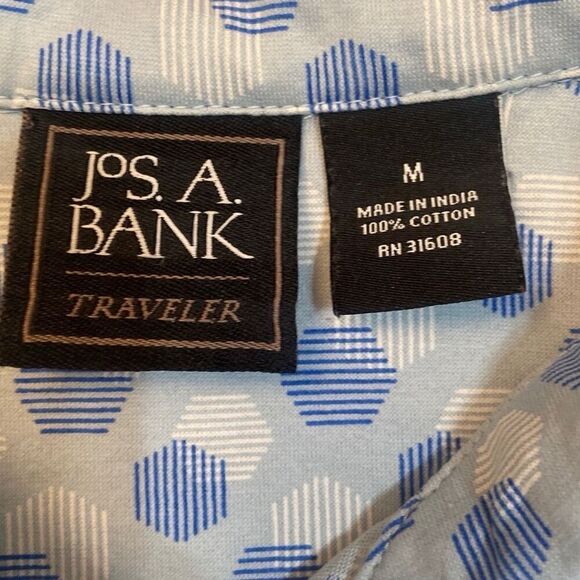 JOS. A.
BANK
TRAVELER
M
MADE IN INDIA
100% COTTON
RN 31608